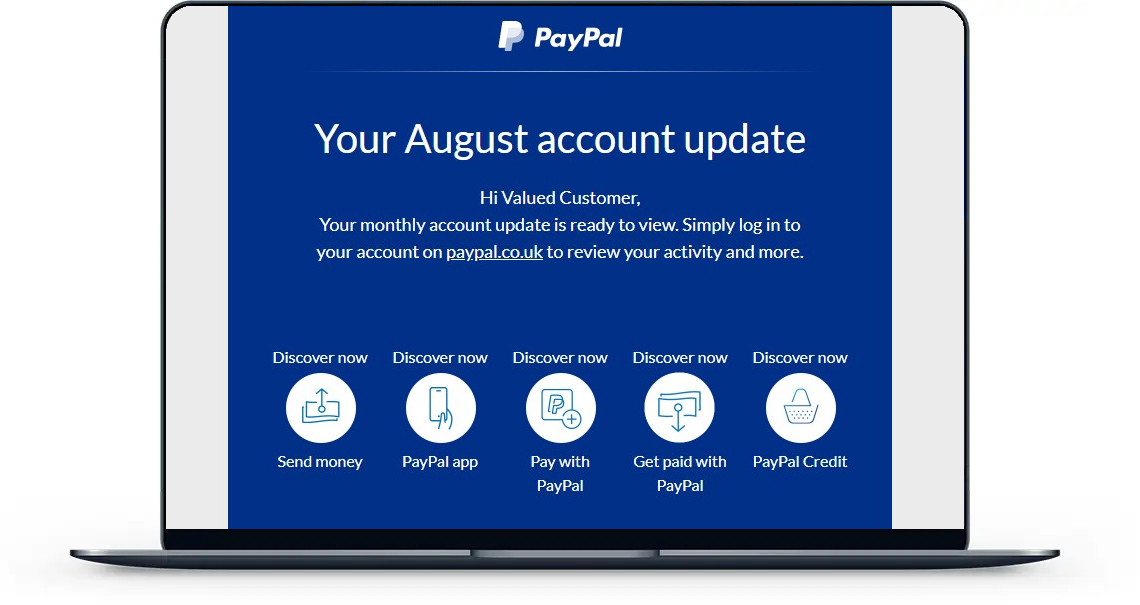 PayPal
Your August account update
Hi Valued Customer,
Your monthly account update is ready to view. Simply log in to
your account on paypal.co.uk to review your activity and more.
Discover now Discover now Discover now Discover now Discover now
Send money PayPal app Pay with Get paid with PayPal Credit
PayPal PayPal